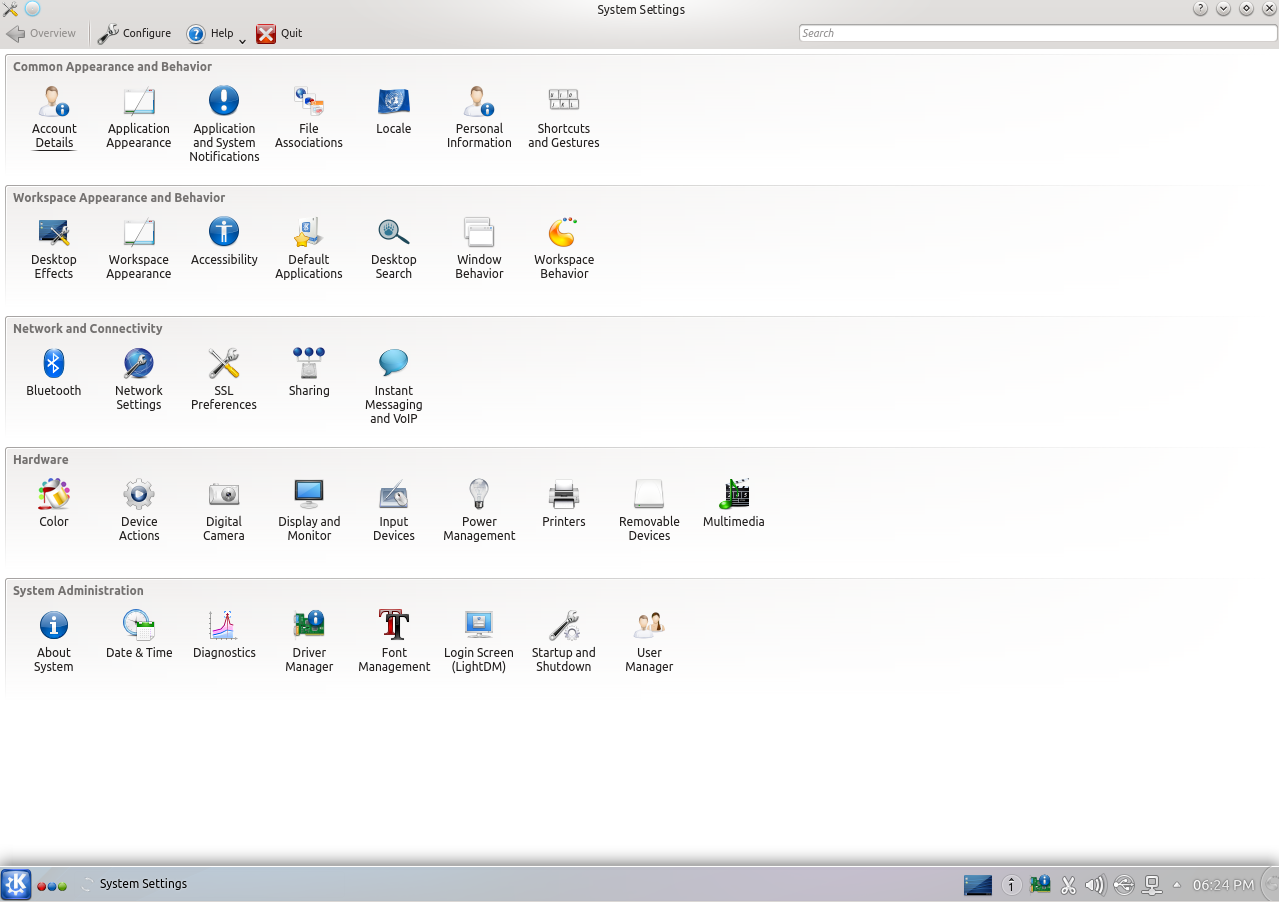 System Settings
Overview
Configure
Help
Quit
Search
Common Appearance and Behavior
Account
Details
Application
Appearance
Application
and System
Notifications
File
Associations
Locale
Personal
Information
Shortcuts
and Gestures
Workspace Appearance and Behavior
Desktop
Effects
Workspace
Appearance
Accessibility
Default
Applications
Desktop
Search
Window
Behavior
Workspace
Behavior
Network and Connectivity
Bluetooth
Network
Settings
SSL
Preferences
Sharing
Instant
Messaging
and VoIP
Hardware
Color
Device
Actions
Digital
Camera
Display and
Monitor
Input
Devices
Power
Management
Printers
Removable
Devices
Multimedia
System Administration
About
System
Date & Time
Diagnostics
Driver
Manager
Font
Management
Login Screen
(LightDM)
Startup and
Shutdown
User
Manager
System Settings
06:24 PM